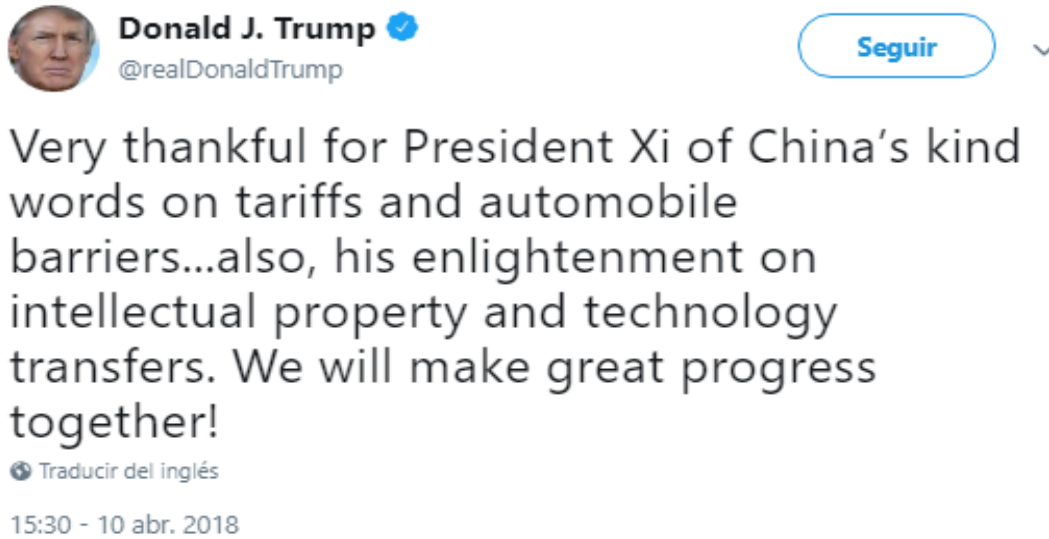 Donald J. Trump
Seguir
@realDonaldTrump
Very thankful for President Xi of China's kind
words on tariffs and automobile
barriers...also, his enlightenment on
intellectual property and technology
transfers. We will make great progress
together!
Traducir del inglés
15:30 - 10 abr. 2018